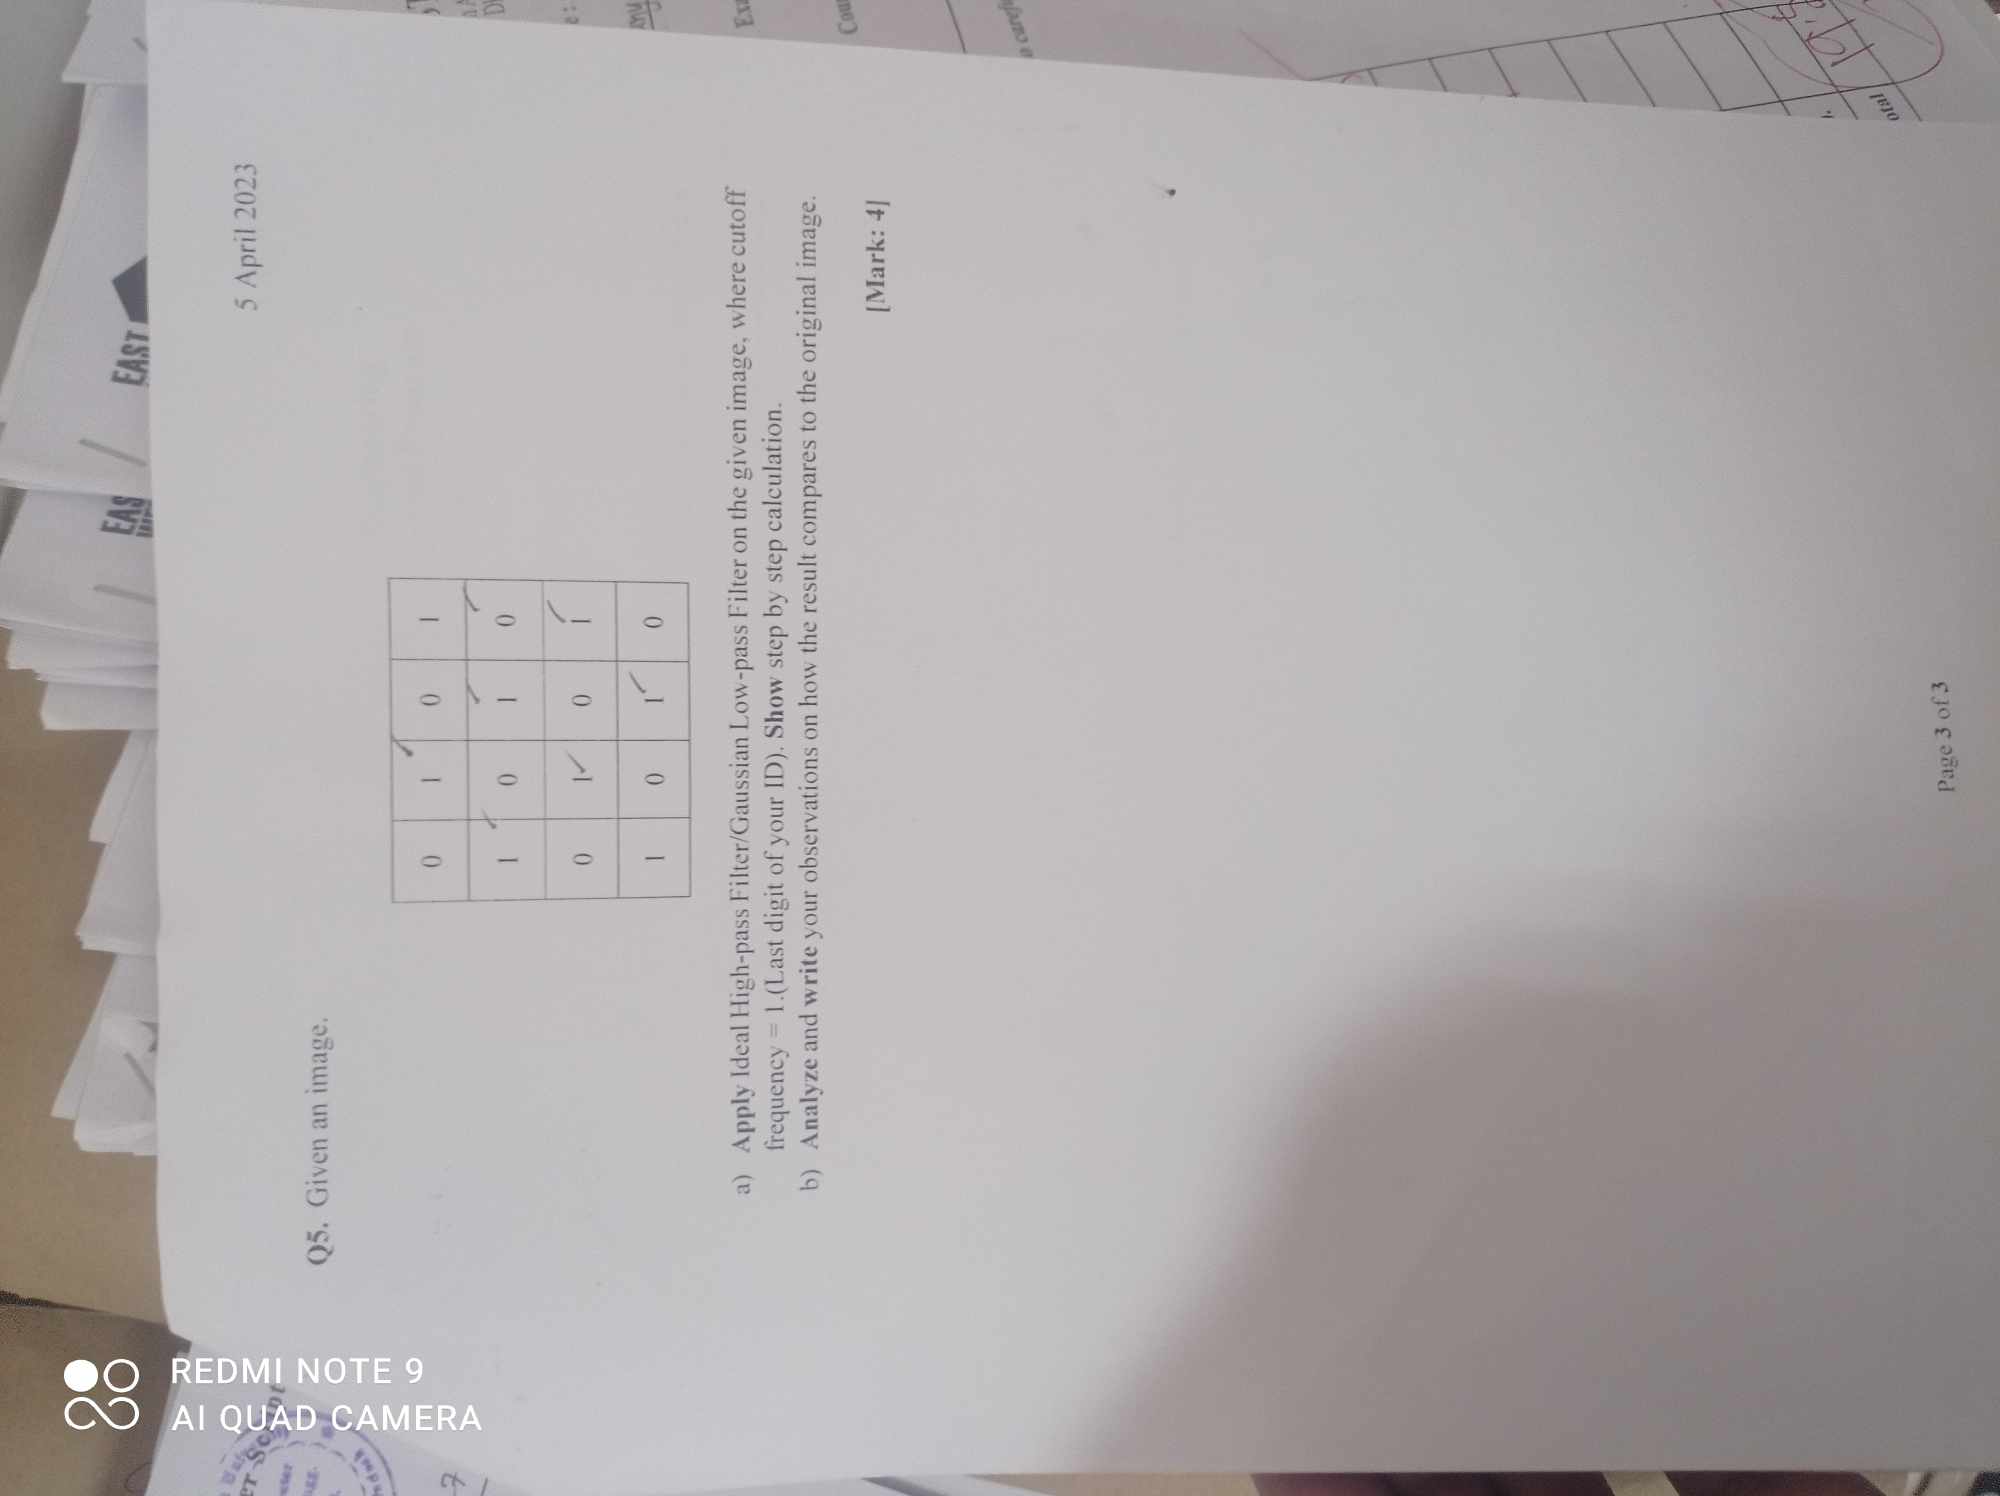 REDMI NOTE 9
AI QUAD CAMERA
EAS
EAST
5 April 2023
Q5. Given an image.
0 1 0 1
1 0 1 0
0 1 0 1
1 0 1 0
a) Apply Ideal High-pass Filter/Gaussian Low-pass Filter on the given image, where cutoff
frequency = 1.(Last digit of your ID). Show step by step calculation.
b) Analyze and write your observations on how the result compares to the original image.
[Mark: 4]
Page 3 of 3
otal